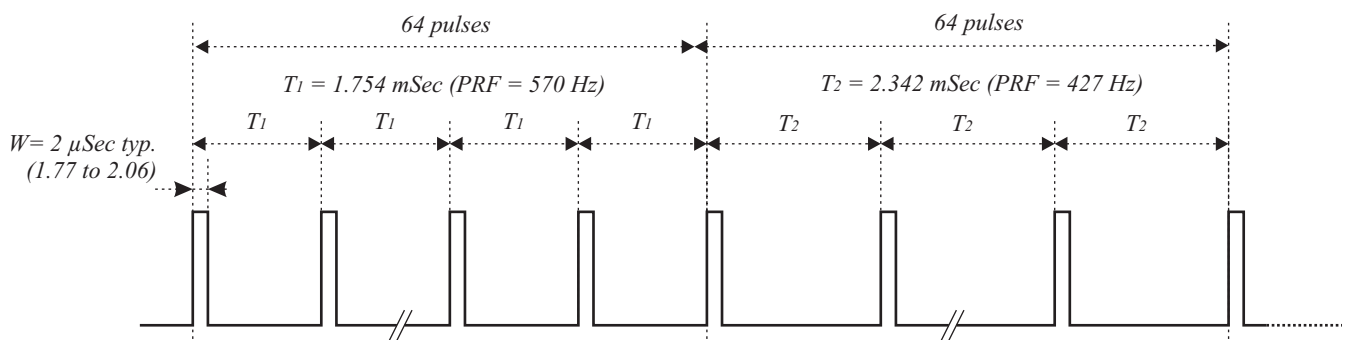 64 pulses
64 pulses
T1 = 1.754 mSec (PRF = 570 Hz)
T2 = 2.342 mSec (PRF = 427 Hz)
T1
T1
T1
T1
T2
T2
T2
W= 2 µSec typ.
(1.77 to 2.06)